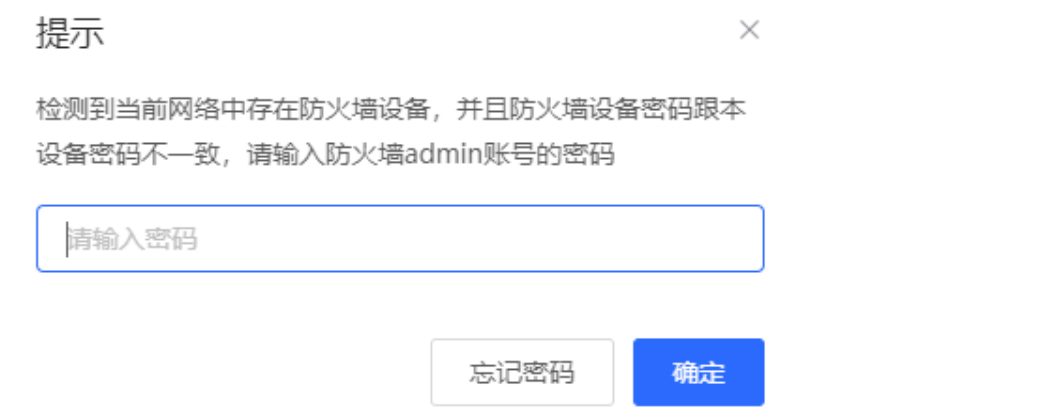 提示
检测到当前网络中存在防火墙设备，并且防火墙设备密码跟本
设备密码不一致，请输入防火墙admin账号的密码
请输入密码
忘记密码
确定